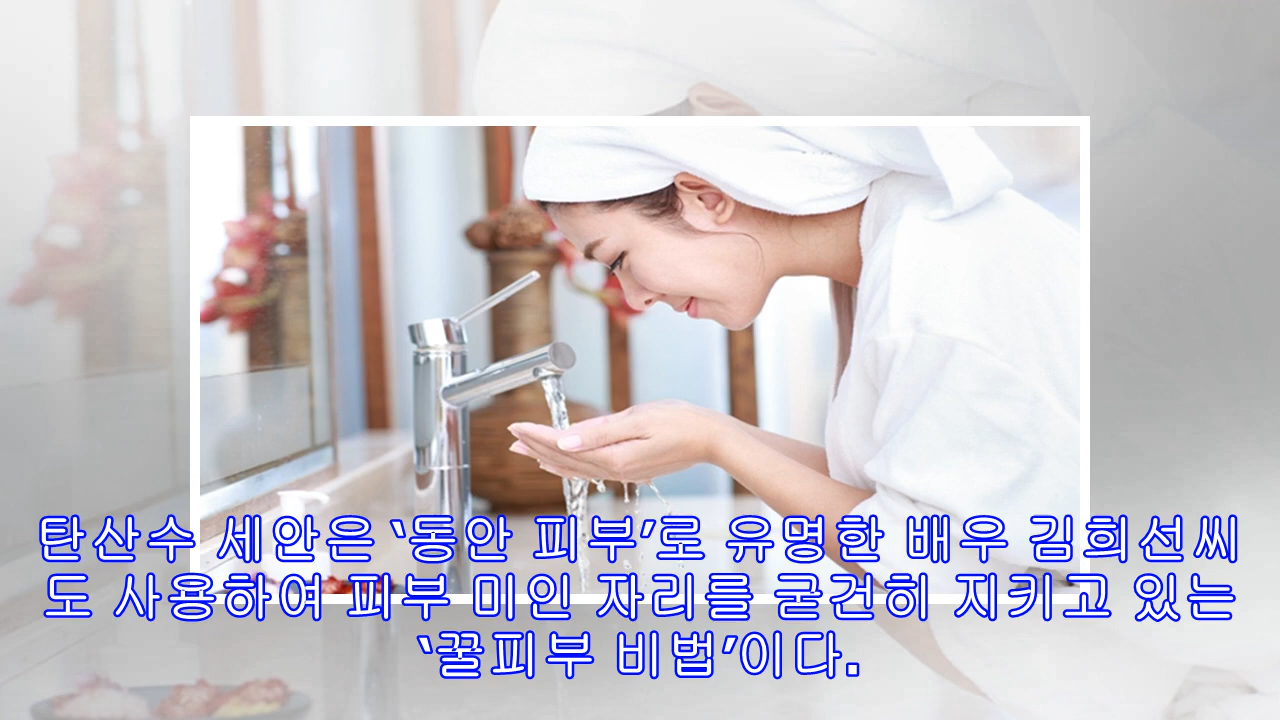 탄산수 세안은 ‘동안 피부’로 유명한 배우 김희선씨
도 사용하여 피부 미인 자리를 굳건히 지키고 있는
‘꿀피부 비법’이다.